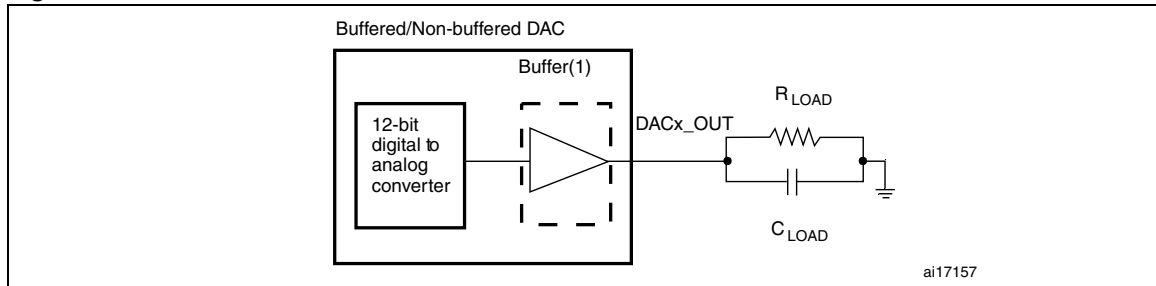 Buffered/Non-buffered DAC
Buffer(1)
12-bit
digital to
analog
converter
DACx_OUT
R LOAD
C LOAD
ai17157